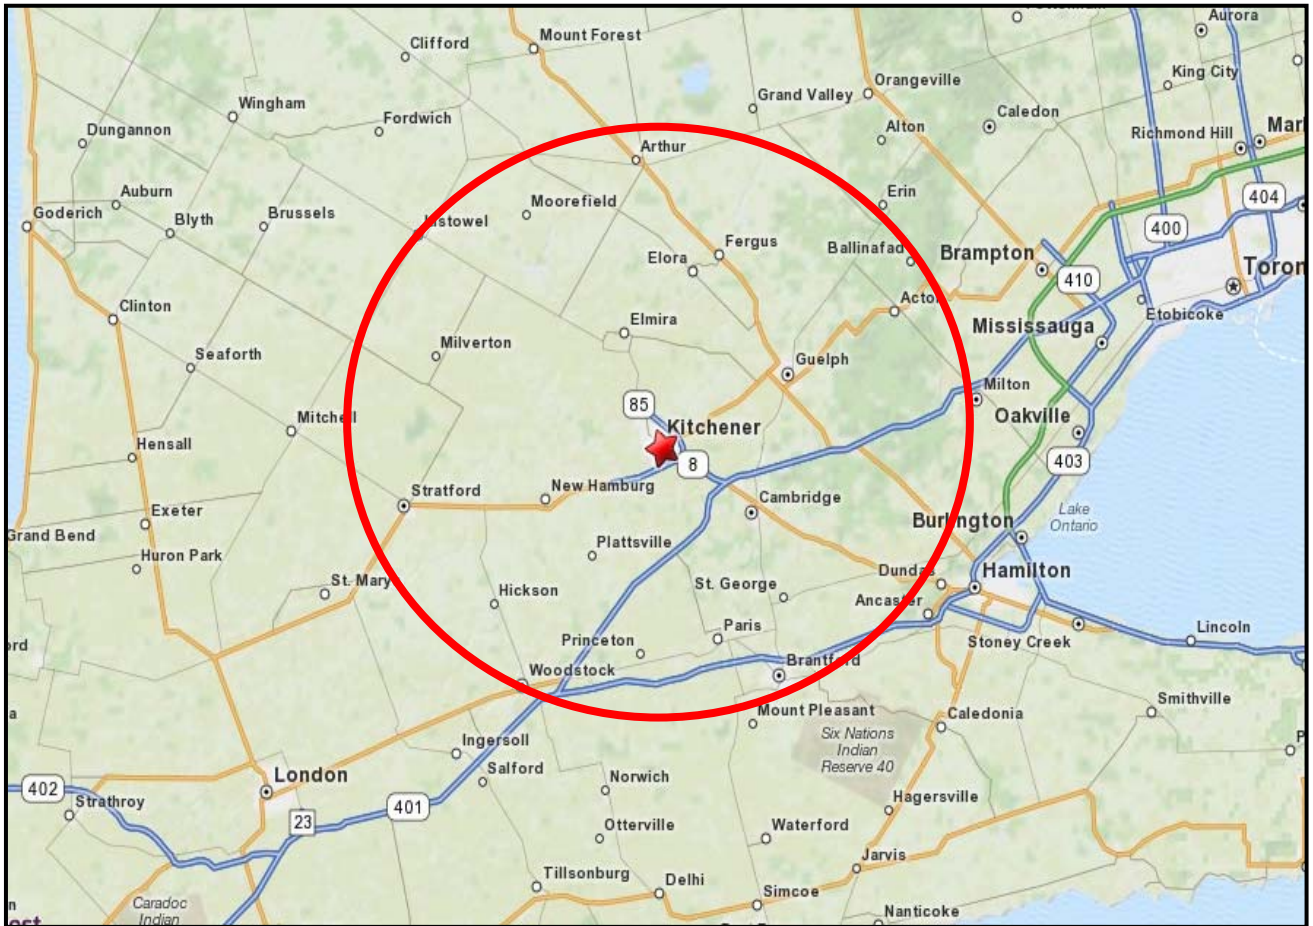 Aurora
Clifford
Mount Forest
King City
Orangeville
Grand Valley
Wingham
Fordwich
Caledon
Dungannon
Alton
Richmond Hill
Mar
Arthur
Auburn
Erin
404
Moorefield
Goderich
Blyth
Brussels
Listowel
400
Fergus
Ballinafad
Brampton
Elora
Toron
410
Acton
Clinton
Elmira
Etobicoke
Mississauga
Milverton
Seaforth
Guelph
Milton
85
Mitchell
Kitchener
Oakville
Hensall
8
403
New Hamburg
Stratford
Cambridge
Exeter
Lake
Ontario
Burlington
Grand Bend
Plattsville
Huron Park
Hamilton
Dundas
St. Marys
St. George
Hickson
Ancaster
Paris
Lincoln
Princeton
Stoney Creek
ord
Woodstock
Brantford
Smithville
a
Mount Pleasant
Caledonia
Six Nations
Indian
Reserve 40
P
Ingersoll
Salford
London
Norwich
402
Strathroy
401
Hagersville
23
Otterville
Waterford
Jarvis
Tillsonburg
Delhi
Simcoe
Caradoc
Indian
n
Nanticoke
est